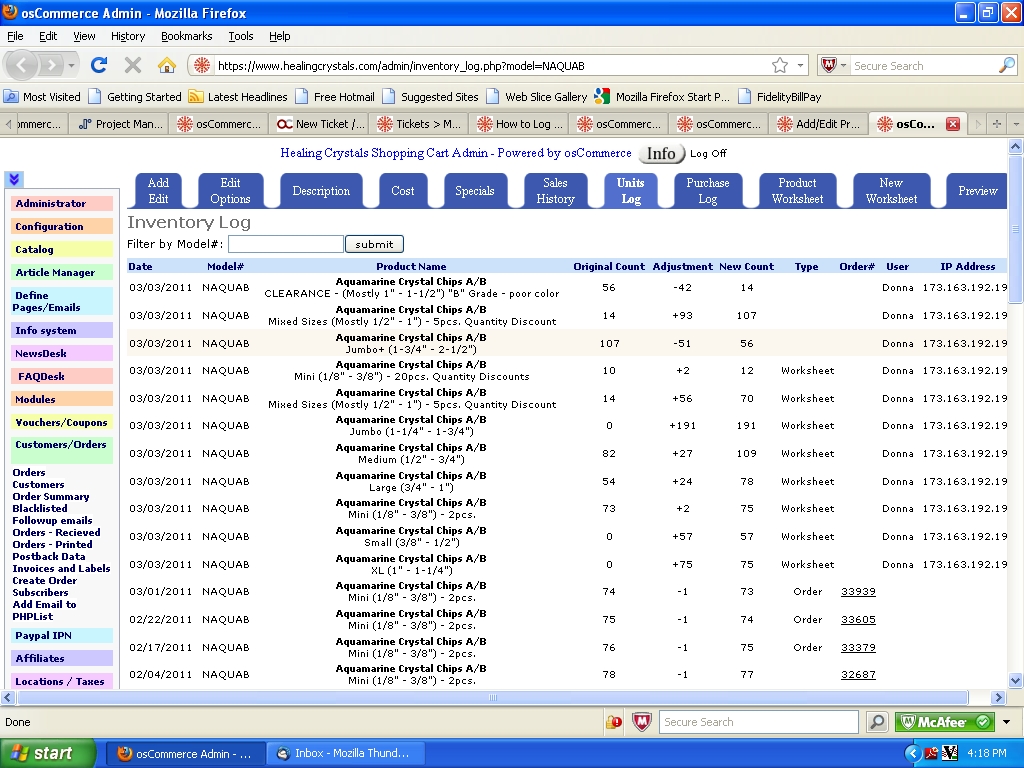 osCommerce Admin - Mozilla Firefox
File Edit View History Bookmarks Tools Help
https://www.healingcrystals.com/admin/inventory_log.php?model=NAQUAB Secure Search
Most Visited Getting Started Latest Headlines Free Hotmail Suggested Sites Web Slice Gallery Mozilla Firefox Start P... FidelityBillPay
ommerc... Project Man... osCommerc... New Ticket /... Tickets > M... How to Log ... osCommerc... osCommerc... Add/Edit Pr... osCo...
Healing Crystals Shopping Cart Admin - Powered by osCommerce Info Log Off
Add Edit Edit Options Description Cost Specials Sales History Units Log Purchase Log Product Worksheet New Worksheet Preview
Administrator
Configuration
Catalog
Article Manager
Define
Pages/Emails
Info system
NewsDesk
FAQDesk
Modules
Vouchers/Coupons
Customers/Orders
Orders
Customers
Order Summary
Blacklisted
Followup emails
Orders - Recieved
Orders - Printed
Postback Data
Invoices and Labels
Create Order
Subscribers
Add Email to
PHPList
Paypal IPN
Affiliates
Locations / Taxes
Inventory Log
Filter by Model#: submit
Date Model# Product Name Original Count Adjustment New Count Type Order# User IP Address
Aquamarine Crystal Chips A/B
03/03/2011 NAQUAB CLEARANCE - (Mostly 1" - 1-1/2") "B" Grade - poor color 56 -42 14 Donna 173.163.192.19
Aquamarine Crystal Chips A/B
03/03/2011 NAQUAB Mixed Sizes (Mostly 1/2" - 1") - 5pcs. Quantity Discount 14 +93 107 Donna 173.163.192.19
Aquamarine Crystal Chips A/B
03/03/2011 NAQUAB Jumbo+ (1-3/4" - 2-1/2") 107 -51 56 Donna 173.163.192.19
Aquamarine Crystal Chips A/B
03/03/2011 NAQUAB Mini (1/8" - 3/8") - 20pcs. Quantity Discounts 10 +2 12 Worksheet Donna 173.163.192.19
Aquamarine Crystal Chips A/B
03/03/2011 NAQUAB Mixed Sizes (Mostly 1/2" - 1") - 5pcs. Quantity Discount 14 +56 70 Worksheet Donna 173.163.192.19
Aquamarine Crystal Chips A/B
03/03/2011 NAQUAB Jumbo (1-1/4" - 1-3/4") 0 +191 191 Worksheet Donna 173.163.192.19
Aquamarine Crystal Chips A/B
03/03/2011 NAQUAB Medium (1/2" - 3/4") 82 +27 109 Worksheet Donna 173.163.192.19
Aquamarine Crystal Chips A/B
03/03/2011 NAQUAB Large (3/4" - 1") 54 +24 78 Worksheet Donna 173.163.192.19
Aquamarine Crystal Chips A/B
03/03/2011 NAQUAB Mini (1/8" - 3/8") - 2pcs. 73 +2 75 Worksheet Donna 173.163.192.19
Aquamarine Crystal Chips A/B
03/03/2011 NAQUAB Small (3/8" - 1/2") 0 +57 57 Worksheet Donna 173.163.192.19
Aquamarine Crystal Chips A/B
03/03/2011 NAQUAB XL (1" - 1-1/4") 0 +75 75 Worksheet Donna 173.163.192.19
Aquamarine Crystal Chips A/B
03/01/2011 NAQUAB Mini (1/8" - 3/8") - 2pcs. 74 -1 73 Order 33939
Aquamarine Crystal Chips A/B
02/22/2011 NAQUAB Mini (1/8" - 3/8") - 2pcs. 75 -1 74 Order 33605
Aquamarine Crystal Chips A/B
02/17/2011 NAQUAB Mini (1/8" - 3/8") - 2pcs. 76 -1 75 Order 33379
Aquamarine Crystal Chips A/B
02/04/2011 NAQUAB Mini (1/8" - 3/8") - 2pcs. 78 -1 77 32687
Done Secure Search McAfee
start osCommerce Admin - ... Inbox - Mozilla Thund... 4:18 PM